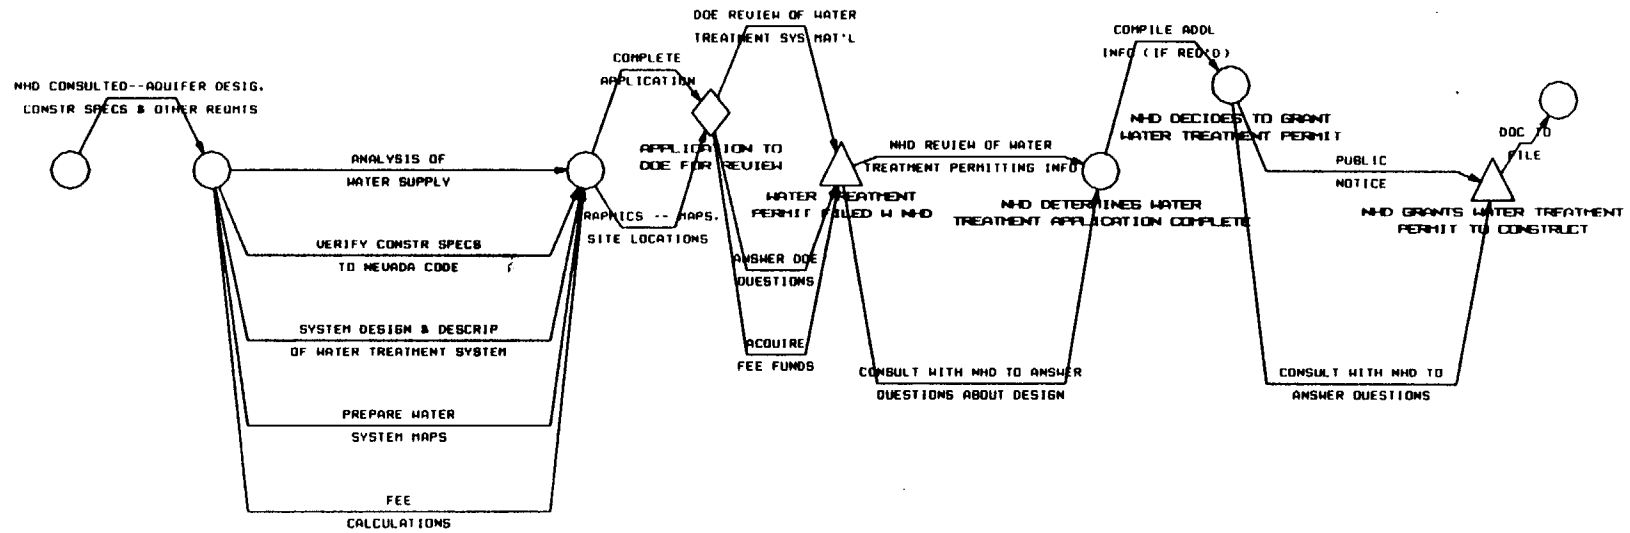 NHD CONSULTED--AQUIFER DESIG.
CONSTR SPECS & OTHER REQMTS
ANALYSIS OF
WATER SUPPLY
VERIFY CONSTR SPECS
TO NEVADA CODE
SYSTEM DESIGN & DESCRIP
OF WATER TREATMENT SYSTEM
PREPARE WATER
SYSTEM MAPS
FEE
CALCULATIONS
COMPLETE
APPLICATION
RAPHICS -- MAPS.
SITE LOCATIONS
APPLICATION TO
DOE FOR REVIEW
DOE REVIEW OF WATER
TREATMENT SYS MAT'L
ANSWER DOE
QUESTIONS
ACQUIRE
FEE FUNDS
WATER TREATMENT
PERMIT FILED W NHD
NHD REVIEW OF WATER
TREATMENT PERMITTING INFO
CONSULT WITH NHD TO ANSWER
QUESTIONS ABOUT DESIGN
NHD DETERMINES WATER
TREATMENT APPLICATION COMPLETE
COMPILE ADDL
INFO (IF REQ'D)
NHD DECIDES TO GRANT
WATER TREATMENT PERMIT
PUBLIC
NOTICE
CONSULT WITH NHD TO
ANSWER QUESTIONS
NHD GRANTS WATER TREATMENT
PERMIT TO CONSTRUCT
DOC TO
FILE